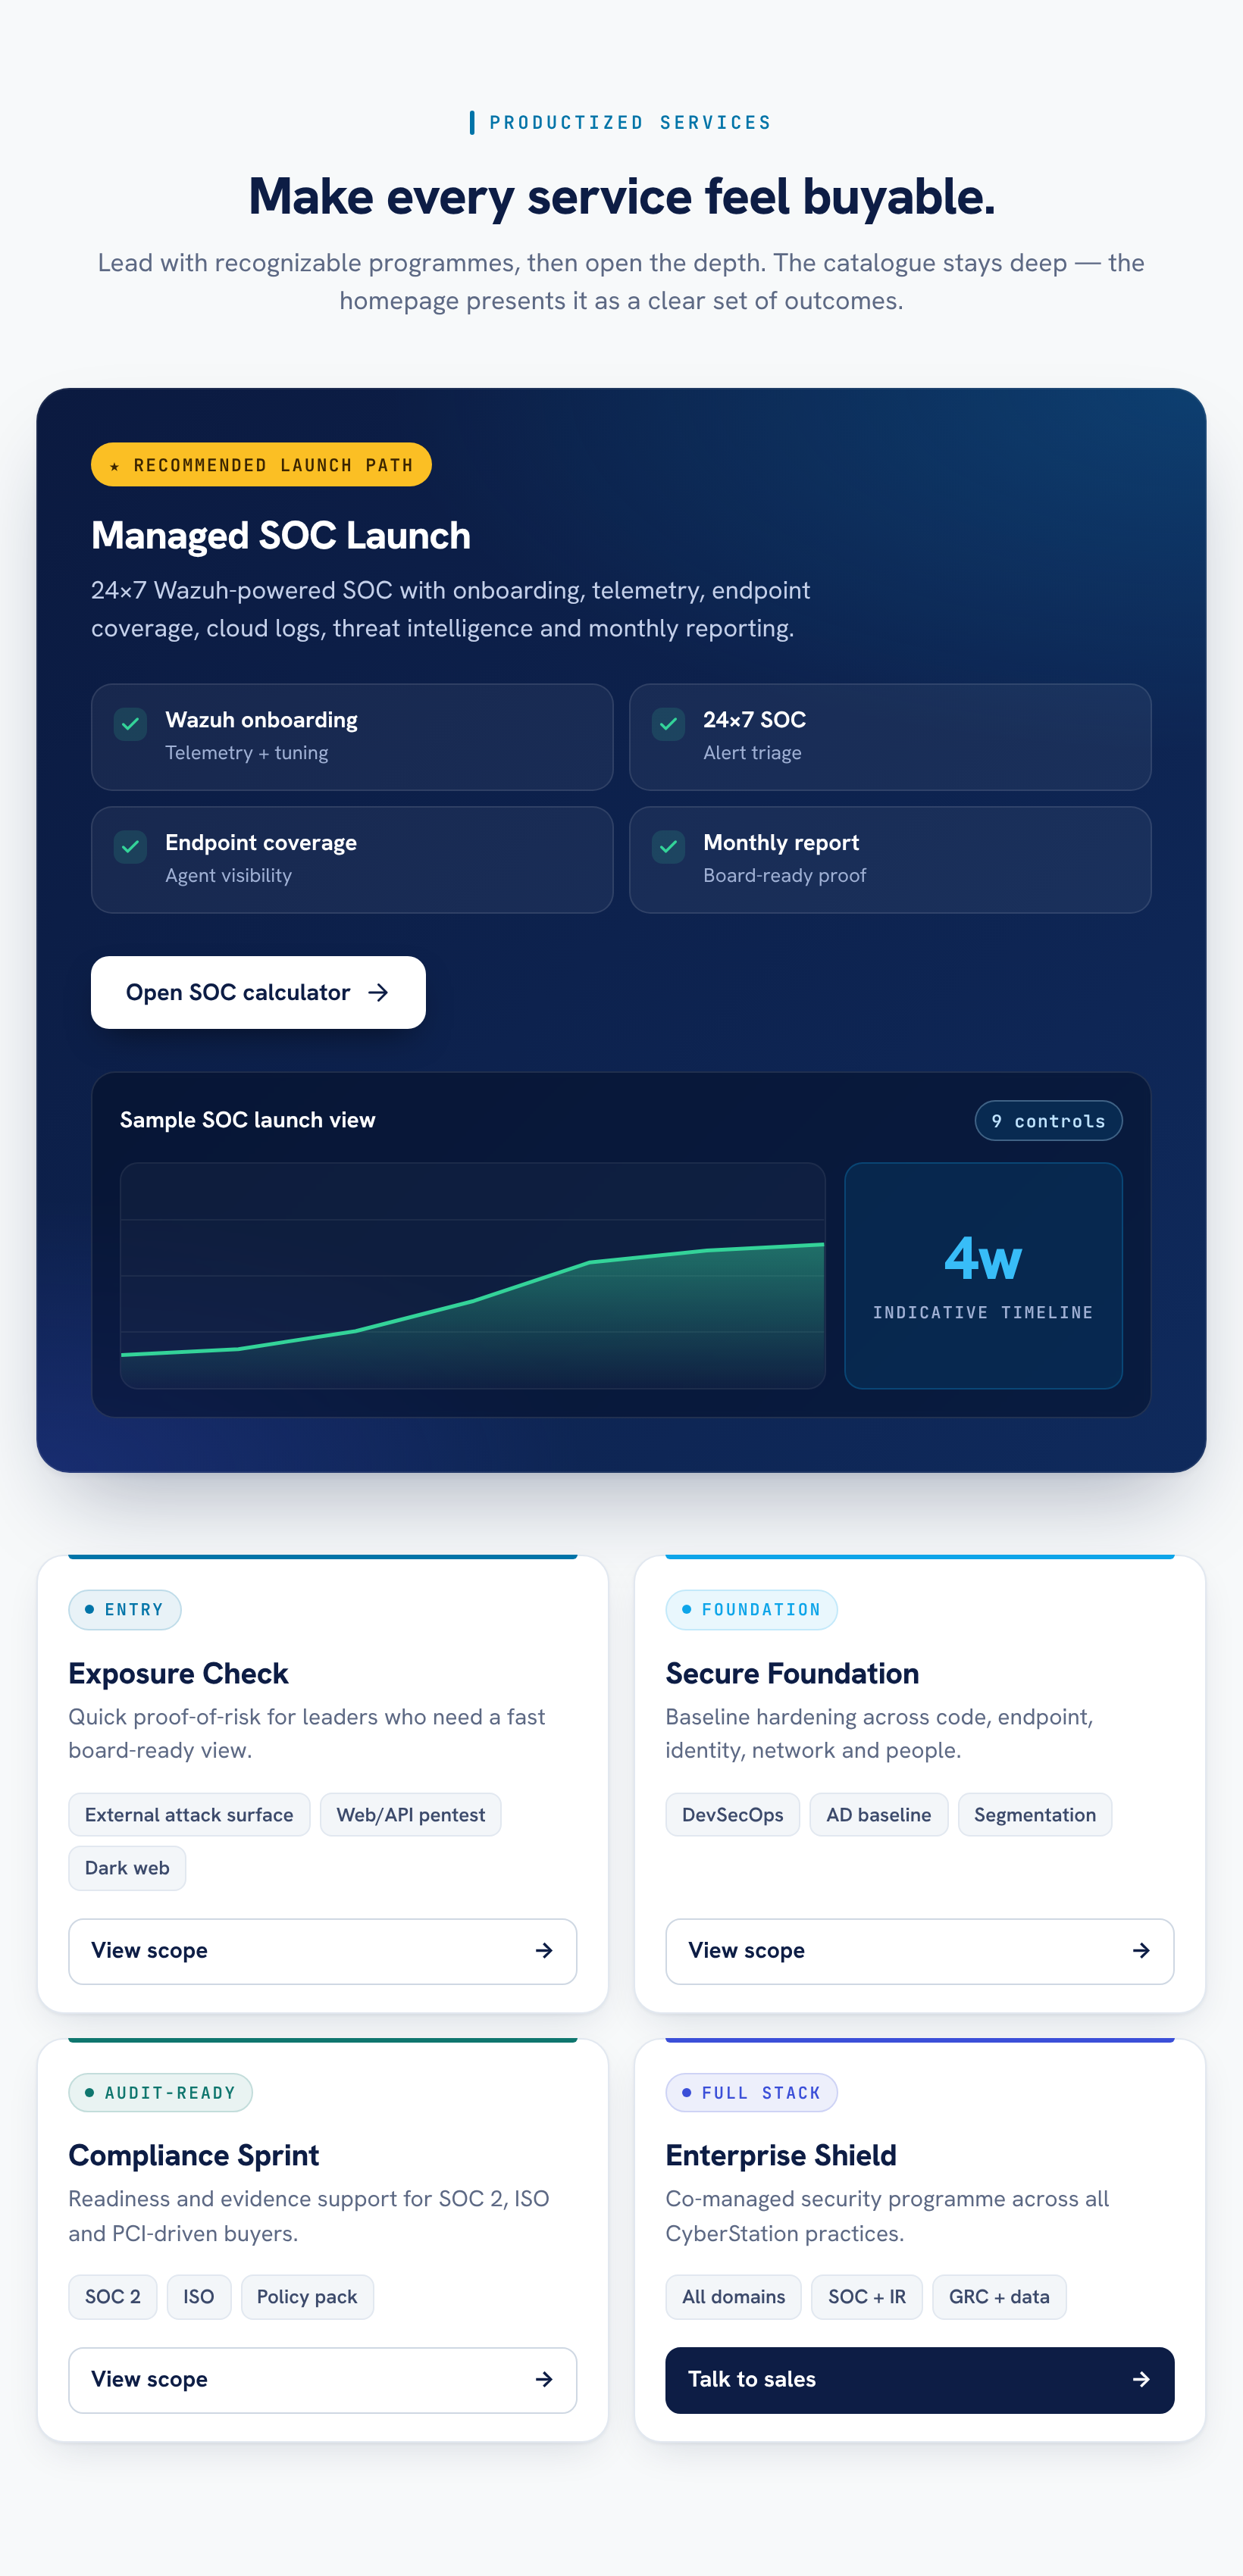 PRODUCTIZED SERVICES
Make every service feel buyable.
Lead with recognizable programmes, then open the depth. The catalogue stays deep — the
homepage presents it as a clear set of outcomes.
★ RECOMMENDED LAUNCH PATH
Managed SOC Launch
24×7 Wazuh-powered SOC with onboarding, telemetry, endpoint
coverage, cloud logs, threat intelligence and monthly reporting.
Wazuh onboarding
Telemetry + tuning
24×7 SOC
Alert triage
Endpoint coverage
Agent visibility
Monthly report
Board-ready proof
Open SOC calculator →
Sample SOC launch view
9 controls
4w
INDICATIVE TIMELINE
ENTRY
Exposure Check
Quick proof-of-risk for leaders who need a fast
board-ready view.
External attack surface
Web/API pentest
Dark web
View scope →
FOUNDATION
Secure Foundation
Baseline hardening across code, endpoint,
identity, network and people.
DevSecOps
AD baseline
Segmentation
View scope →
AUDIT-READY
Compliance Sprint
Readiness and evidence support for SOC 2, ISO
and PCI-driven buyers.
SOC 2
ISO
Policy pack
View scope →
FULL STACK
Enterprise Shield
Co-managed security programme across all
CyberStation practices.
All domains
SOC + IR
GRC + data
Talk to sales →